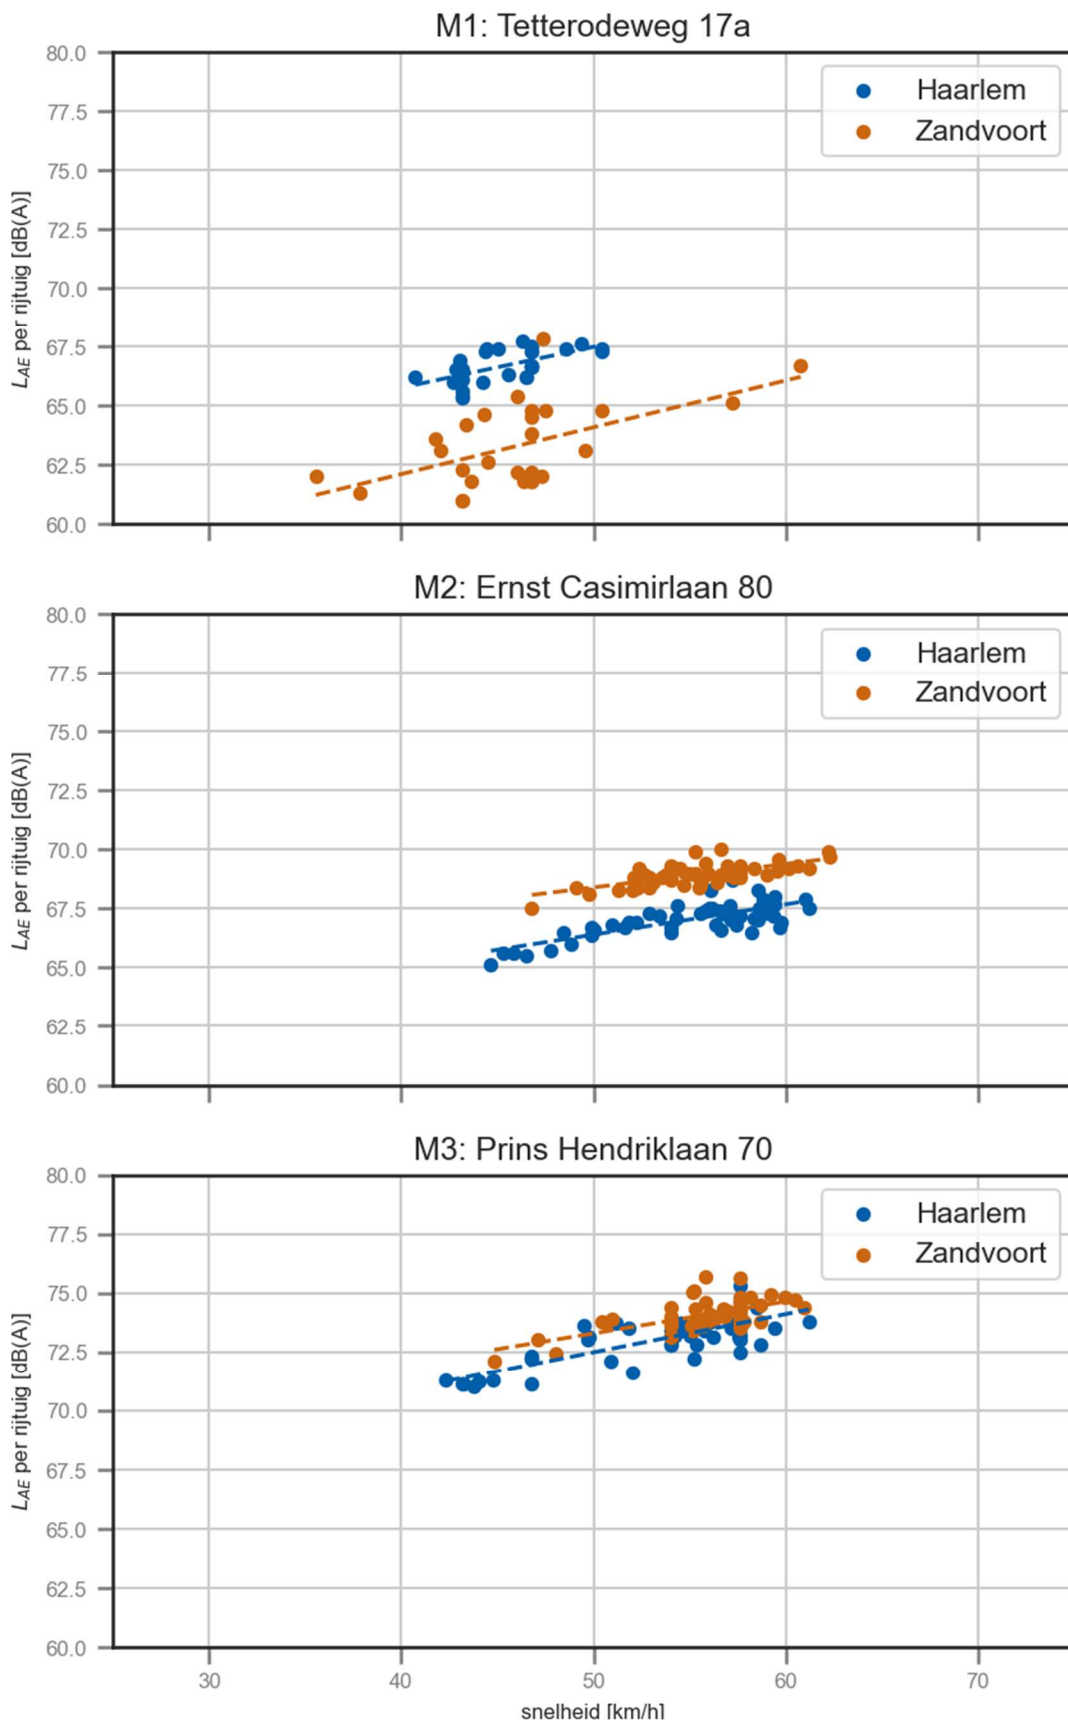 M1: Tetterodeweg 17a
80.0
77.5
75.0
72.5
70.0
67.5
65.0
62.5
60.0
L_AE per rijtuig [dB(A)]
Haarlem
Zandvoort
M2: Ernst Casimirlaan 80
80.0
77.5
75.0
72.5
70.0
67.5
65.0
62.5
60.0
L_AE per rijtuig [dB(A)]
Haarlem
Zandvoort
M3: Prins Hendriklaan 70
80.0
77.5
75.0
72.5
70.0
67.5
65.0
62.5
60.0
L_AE per rijtuig [dB(A)]
Haarlem
Zandvoort
30 40 50 60 70
snelheid [km/h]